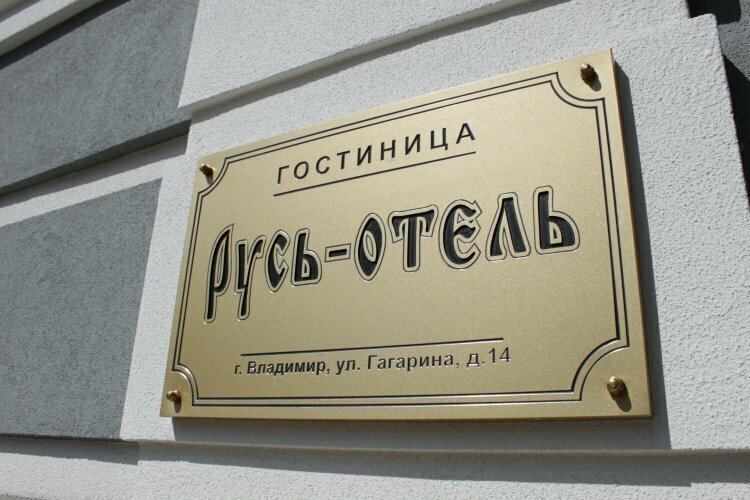 ГОСТИНИЦА
РУСЬ-ОТЕЛЬ
г. Владимир, ул. Гагарина, д.14